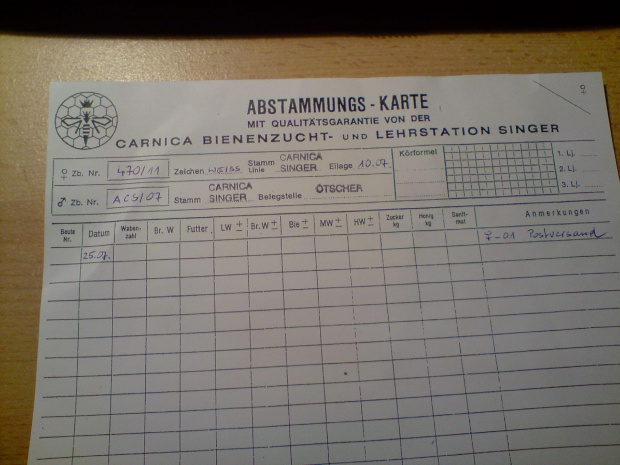 ♀
ABSTAMMUNGS - KARTE
MIT QUALITÄTSGARANTIE VON DER
CARNICA BIENENZUCHT- UND LEHRSTATION SINGER
♀ Zb. Nr. 470/11 Zeichen WEISS Stamm Linie CARNICA SINGER Eilage 10.07. Körformel 1. Lj.
2. Lj.
♂ Zb. Nr. ACS/07 Stamm CARNICA SINGER Belegstelle ÖTSCHER 3. Lj.
Beute Nr. Datum Waben-zahl Br. W Futter LW ± Br.W ± Ble ± MW ± HW ± Zucker kg Honig kg Sanft-mut Anmerkungen
25.07. ♀-01 Postversand